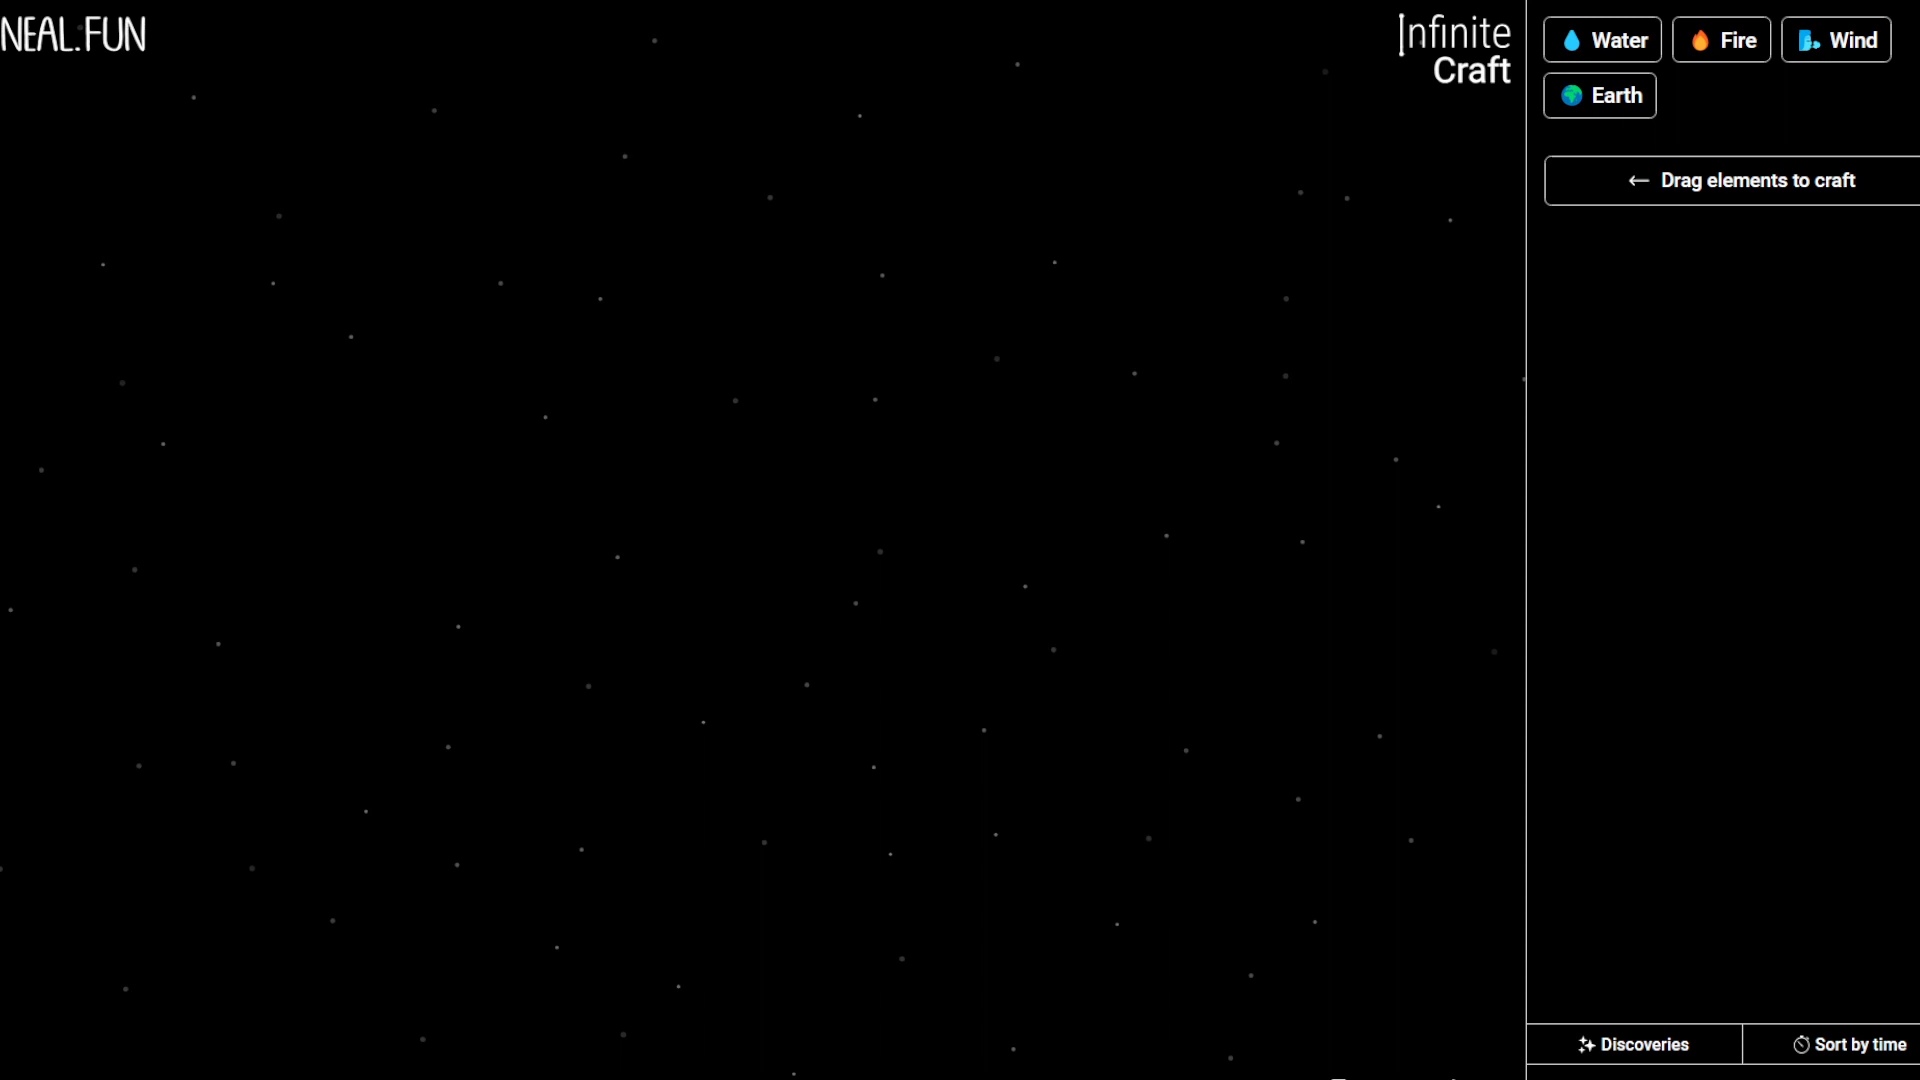 NEAL.FUN
Infinite
Craft
Water
Fire
Wind
Earth
← Drag elements to craft
Discoveries
Sort by time